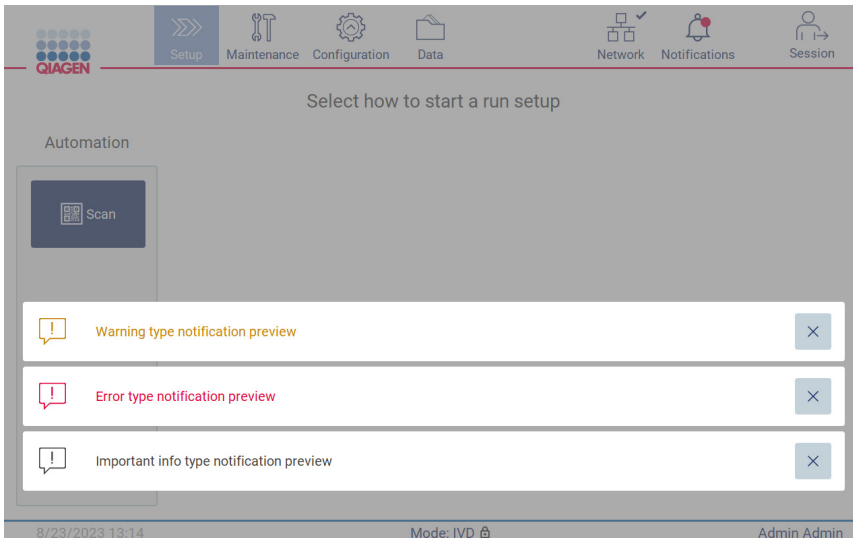 QIAGEN
Setup
Maintenance
Configuration
Data
Network
Notifications
Session
Select how to start a run setup
Automation
Scan
Warning type notification preview
Error type notification preview
Important info type notification preview
8/23/2023 13:14
Mode: IVD
Admin Admin